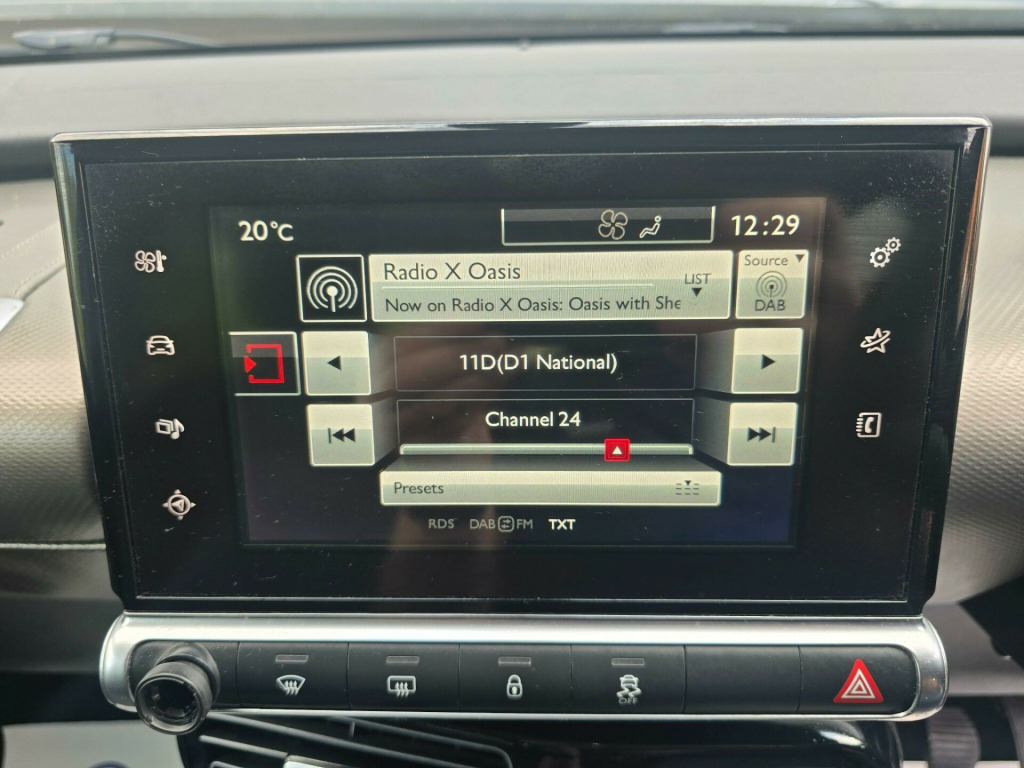 20°C
12:29
Radio X Oasis
LIST
Source
Now on Radio X Oasis: Oasis with She
DAB
11D(D1 National)
Channel 24
Presets
RDS DAB FM TXT
OFF